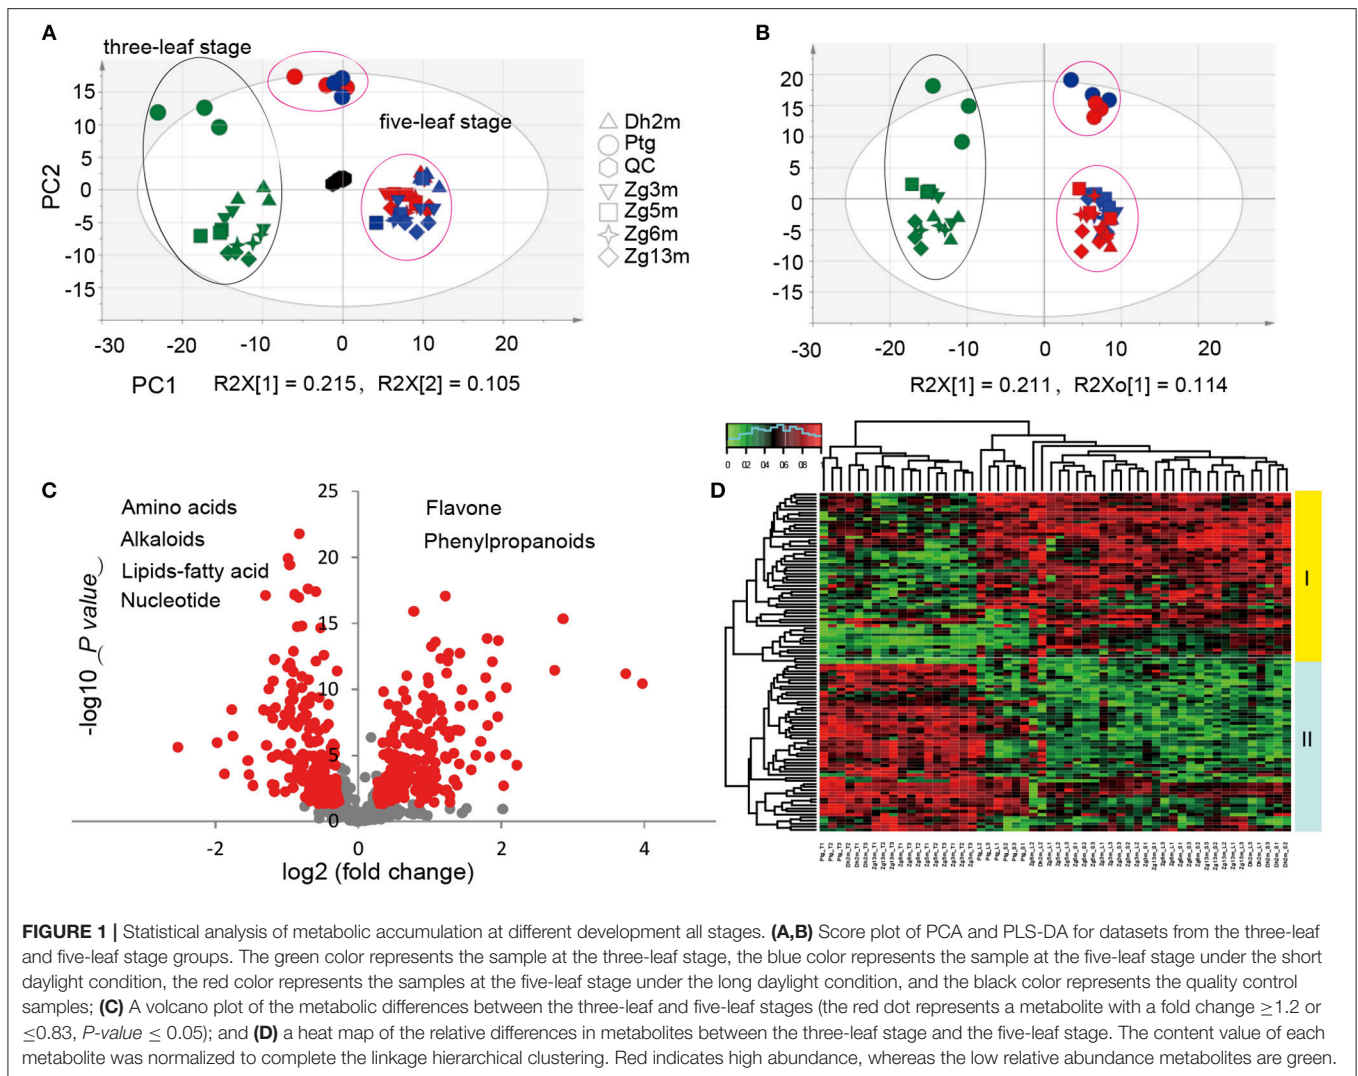 A
three-leaf stage
15
10
5
0
-5
-10
-15
PC2
five-leaf stage
-30
-20
-10
0
10
20
PC1
R2X[1] = 0.215, R2X[2] = 0.105
Dh2m
Ptg
QC
Zg3m
Zg5m
Zg6m
Zg13m
B
20
15
10
5
0
-5
-10
-15
-30
-20
-10
0
10
20
R2X[1] = 0.211, R2Xo[1] = 0.114
C
Amino acids
Alkaloids
Lipids-fatty acid
Nucleotide
Flavone
Phenylpropanoids
25
20
15
10
5
0
-log10 (P value)
-2
0
2
4
log2 (fold change)
D
I
II
FIGURE 1 | Statistical analysis of metabolic accumulation at different development all stages. (A,B) Score plot of PCA and PLS-DA for datasets from the three-leaf
and five-leaf stage groups. The green color represents the sample at the three-leaf stage, the blue color represents the sample at the five-leaf stage under the short
daylight condition, the red color represents the samples at the five-leaf stage under the long daylight condition, and the black color represents the quality control
samples; (C) A volcano plot of the metabolic differences between the three-leaf and five-leaf stages (the red dot represents a metabolite with a fold change ≥1.2 or
≤0.83, P-value ≤ 0.05); and (D) a heat map of the relative differences in metabolites between the three-leaf stage and the five-leaf stage. The content value of each
metabolite was normalized to complete the linkage hierarchical clustering. Red indicates high abundance, whereas the low relative abundance metabolites are green.